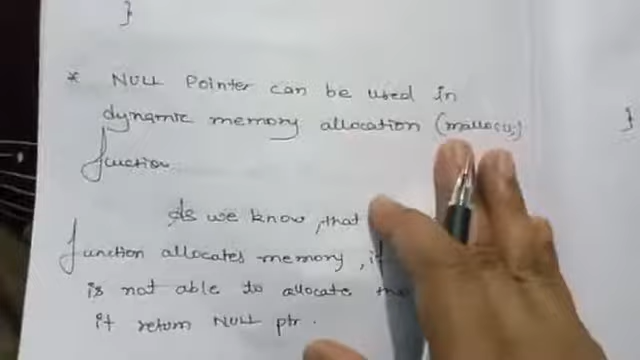 }
* NULL Pointer can be used in
dynamic memory allocation (malloc())
function.
}
As we know, that
function allocates memory, if
is not able to allocate
it return NULL ptr.